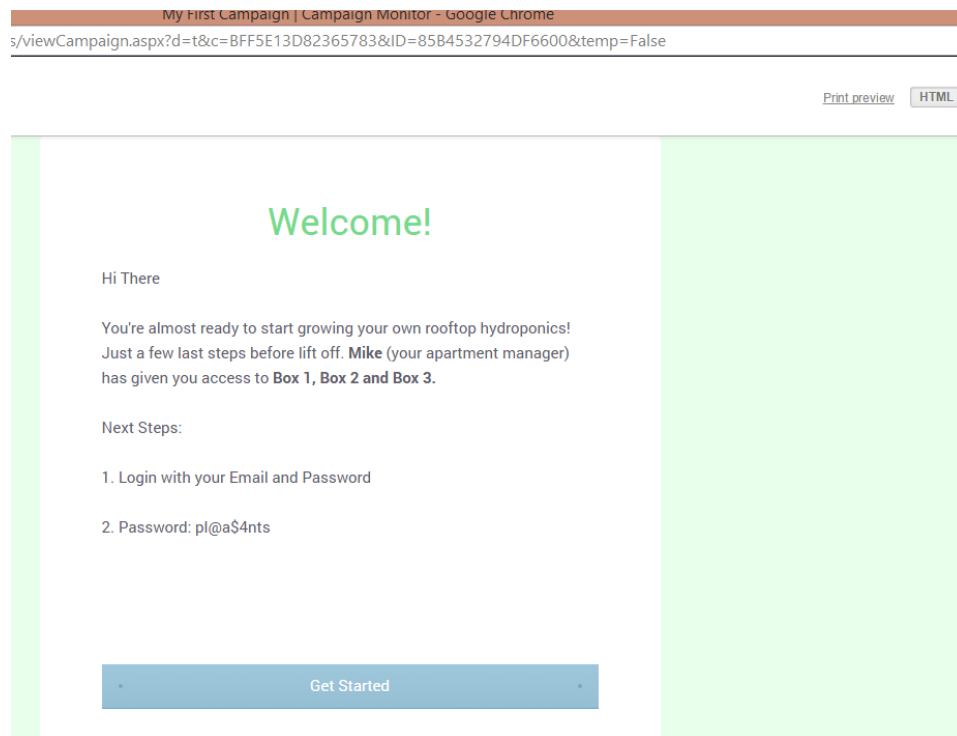 My First Campaign | Campaign Monitor - Google Chrome
s/viewCampaign.aspx?d=t&c=BFF5E13D82365783&ID=85B4532794DF6600&temp=False
Print preview HTML
Welcome!
Hi There
You're almost ready to start growing your own rooftop hydroponics!
Just a few last steps before lift off. Mike (your apartment manager)
has given you access to Box 1, Box 2 and Box 3.
Next Steps:
1. Login with your Email and Password
2. Password: pl@a$4nts
Get Started